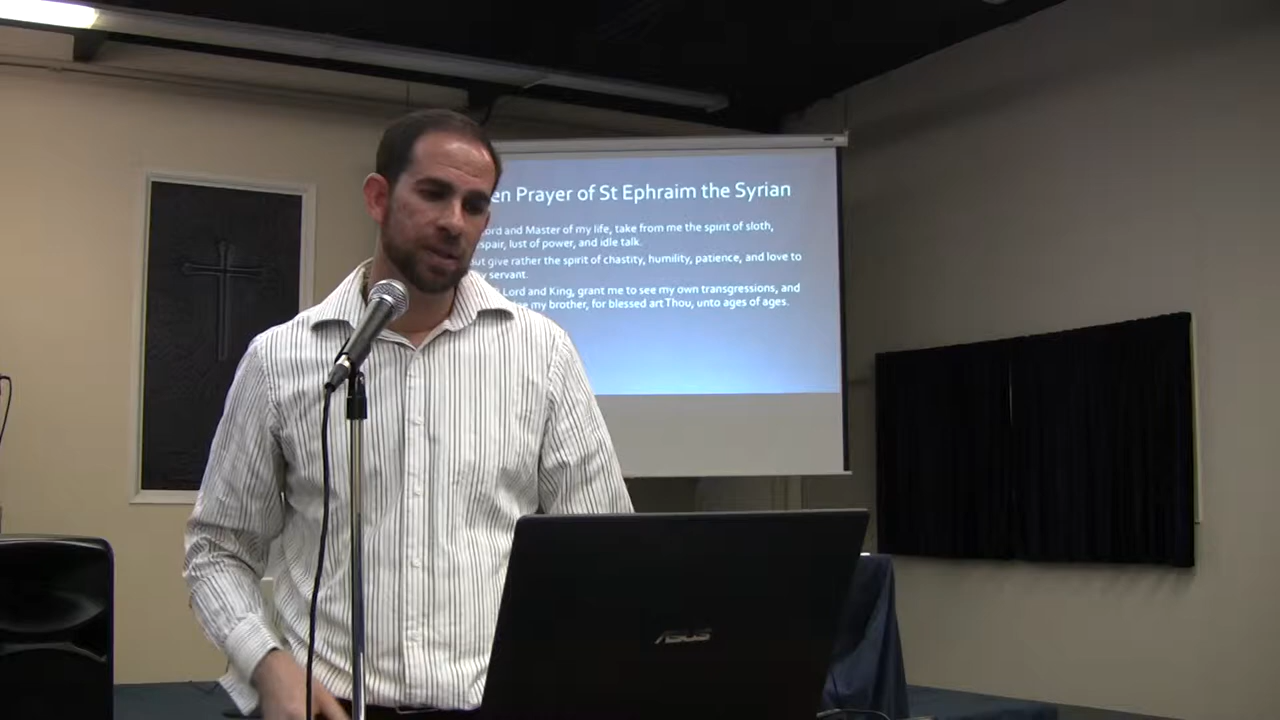 en Prayer of St Ephraim the Syrian
ord and Master of my life, take from me the spirit of sloth,
spair, lust of power, and idle talk.
ut give rather the spirit of chastity, humility, patience, and love to
y servant.
Lord and King, grant me to see my own transgressions, and
my brother, for blessed art Thou, unto ages of ages.
ASUS